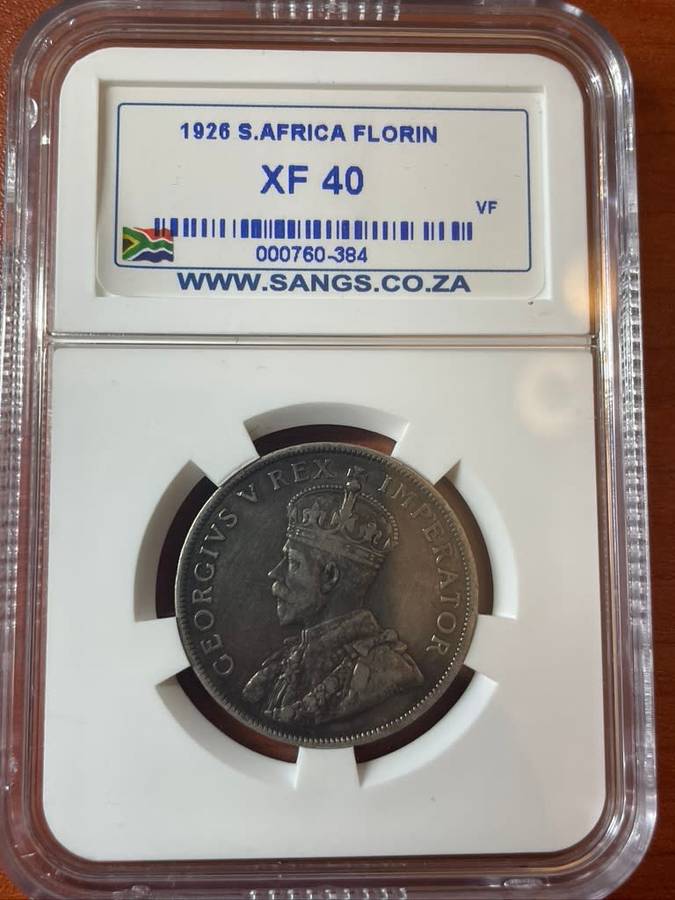 1926 S.AFRICA FLORIN
XF 40
VF
000760-384
WWW.SANGS.CO.ZA
GEORGIVS V REX IMPERATOR